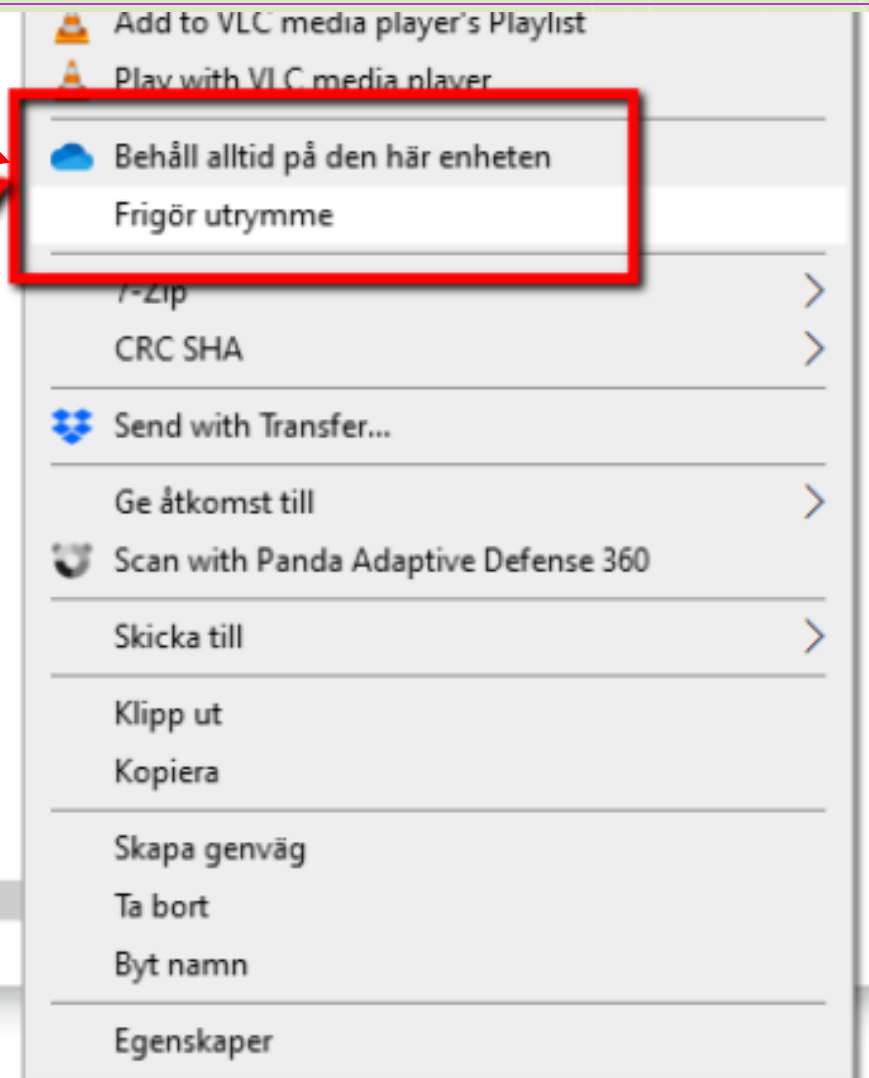 Add to VLC media player's Playlist
Play with VLC media player
Behåll alltid på den här enheten
Frigör utrymme
7-Zip
CRC SHA
Send with Transfer...
Ge åtkomst till
Scan with Panda Adaptive Defense 360
Skicka till
Klipp ut
Kopiera
Skapa genväg
Ta bort
Byt namn
Egenskaper